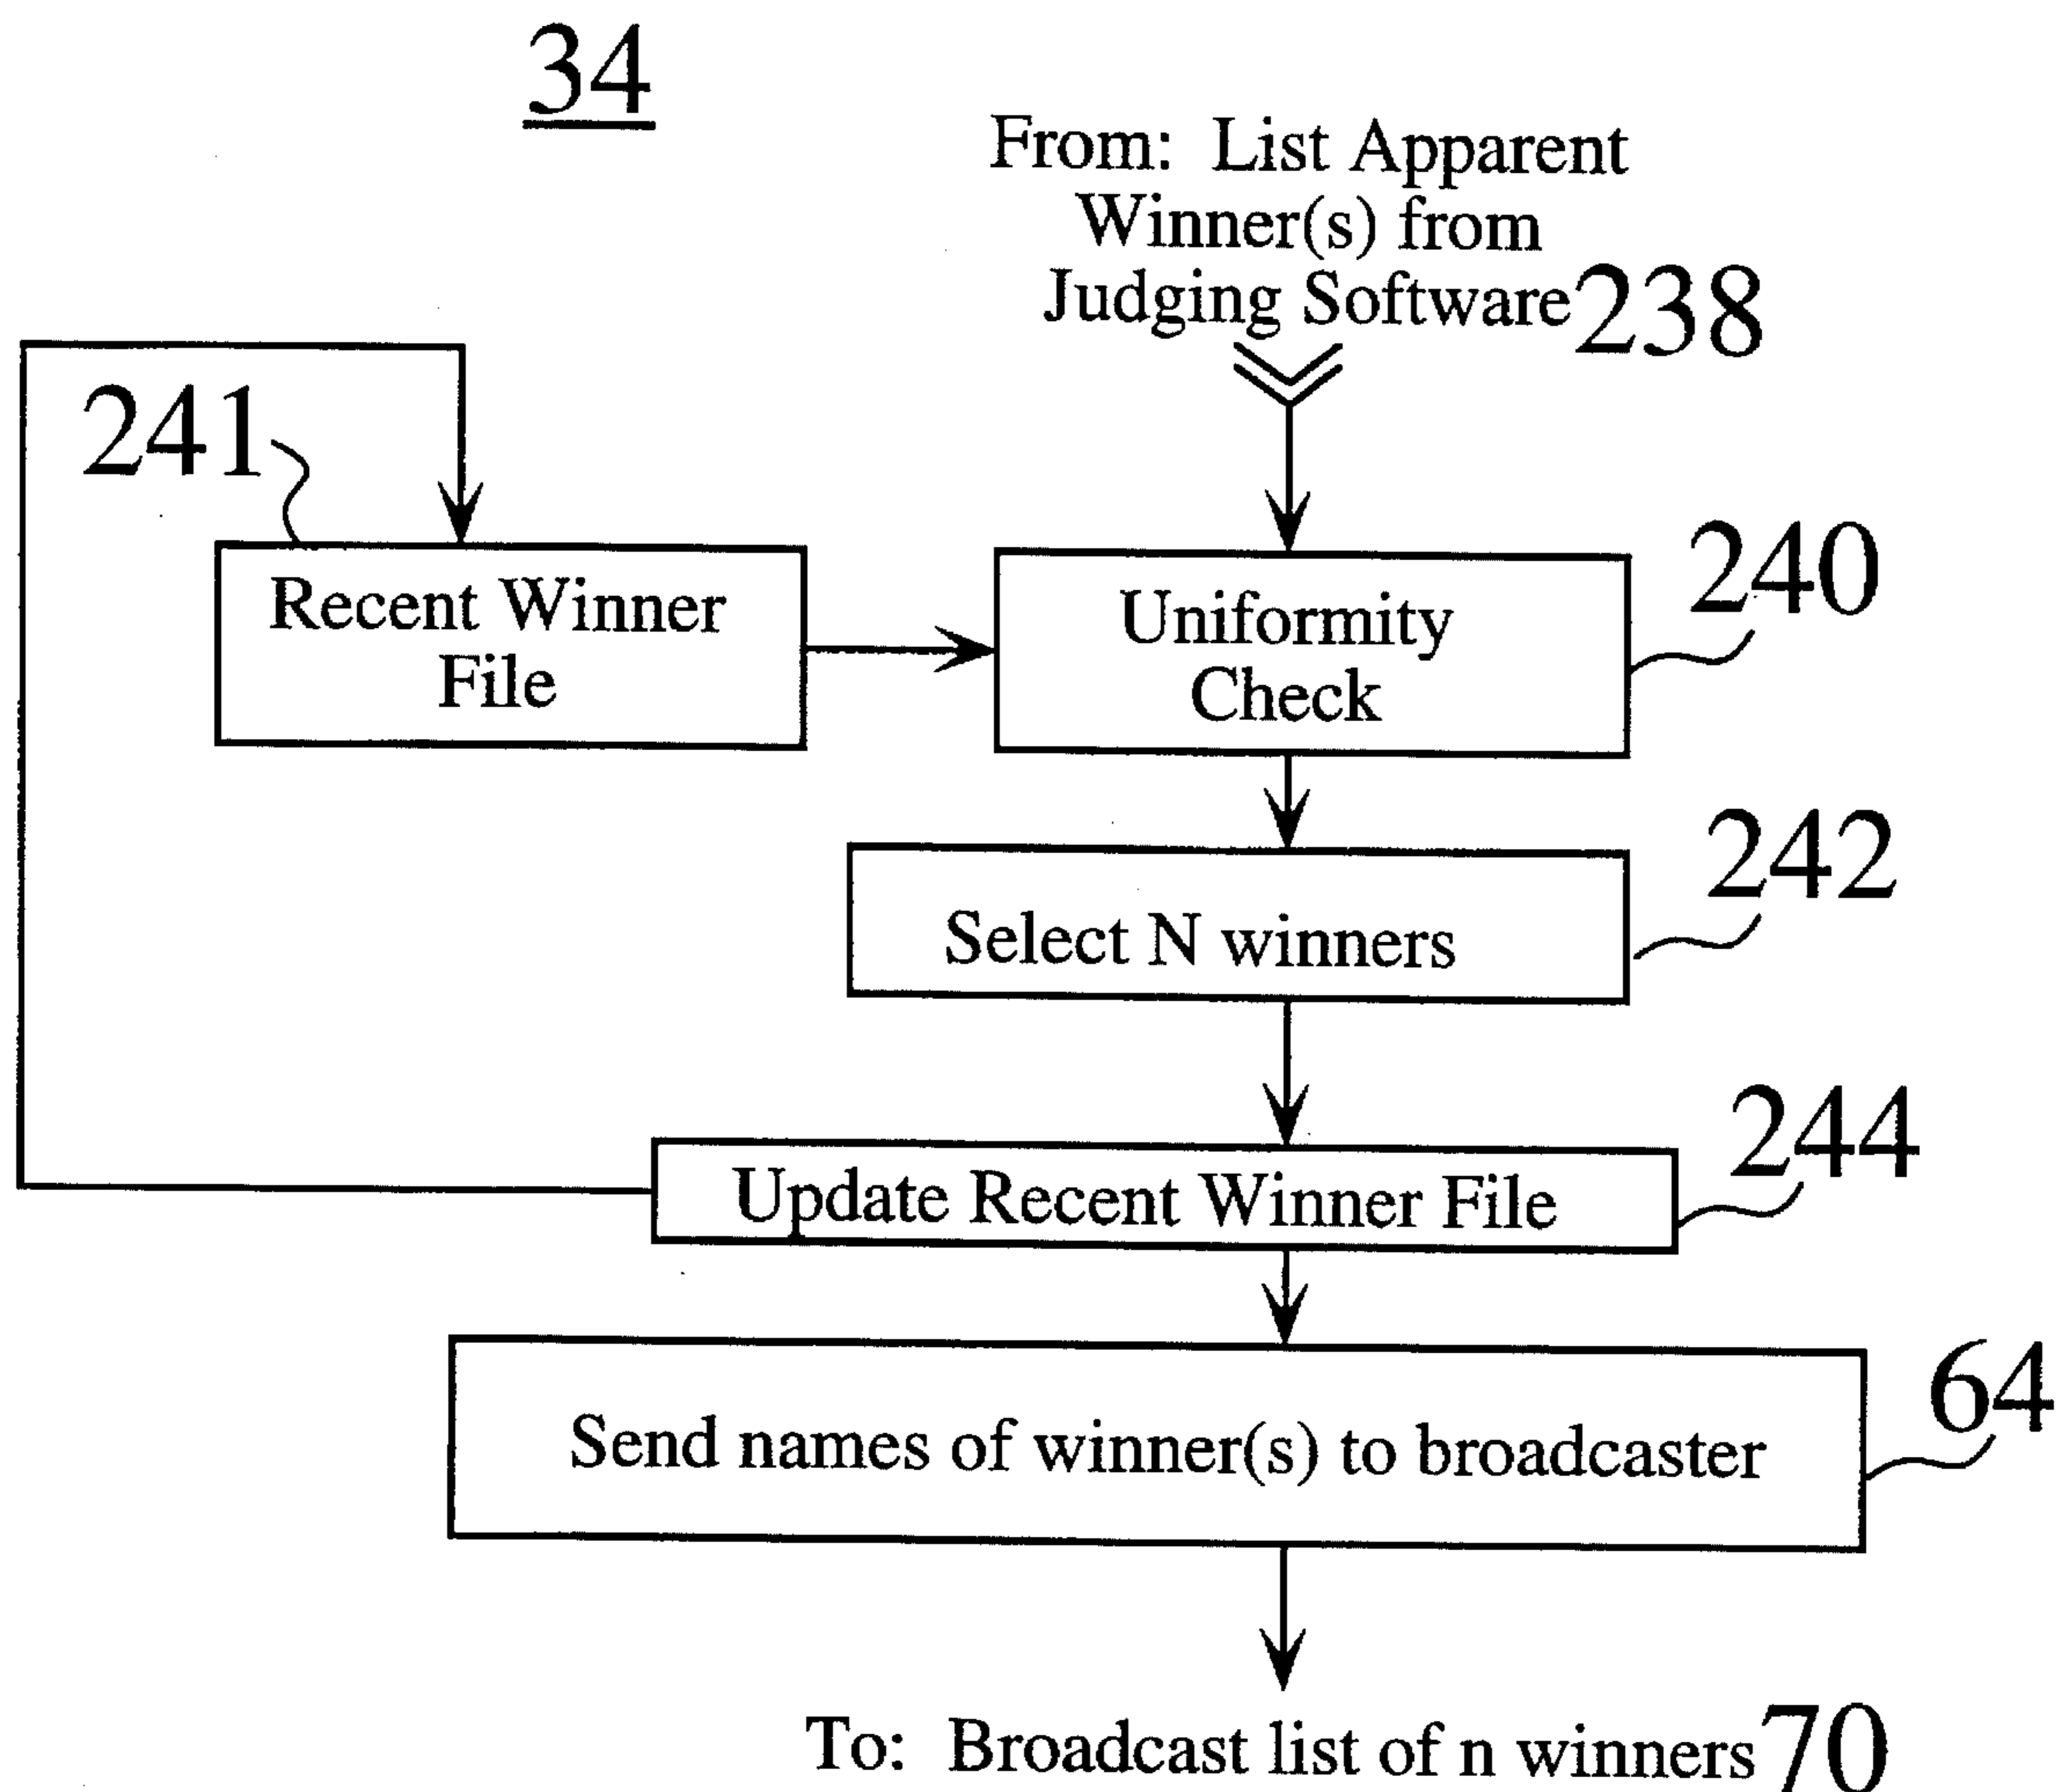 34
From: List Apparent
Winner(s) from
Judging Software 238
241
Recent Winner
File
Uniformity
Check
240
Select N winners
242
Update Recent Winner File
244
Send names of winner(s) to broadcaster
64
To: Broadcast list of n winners 70